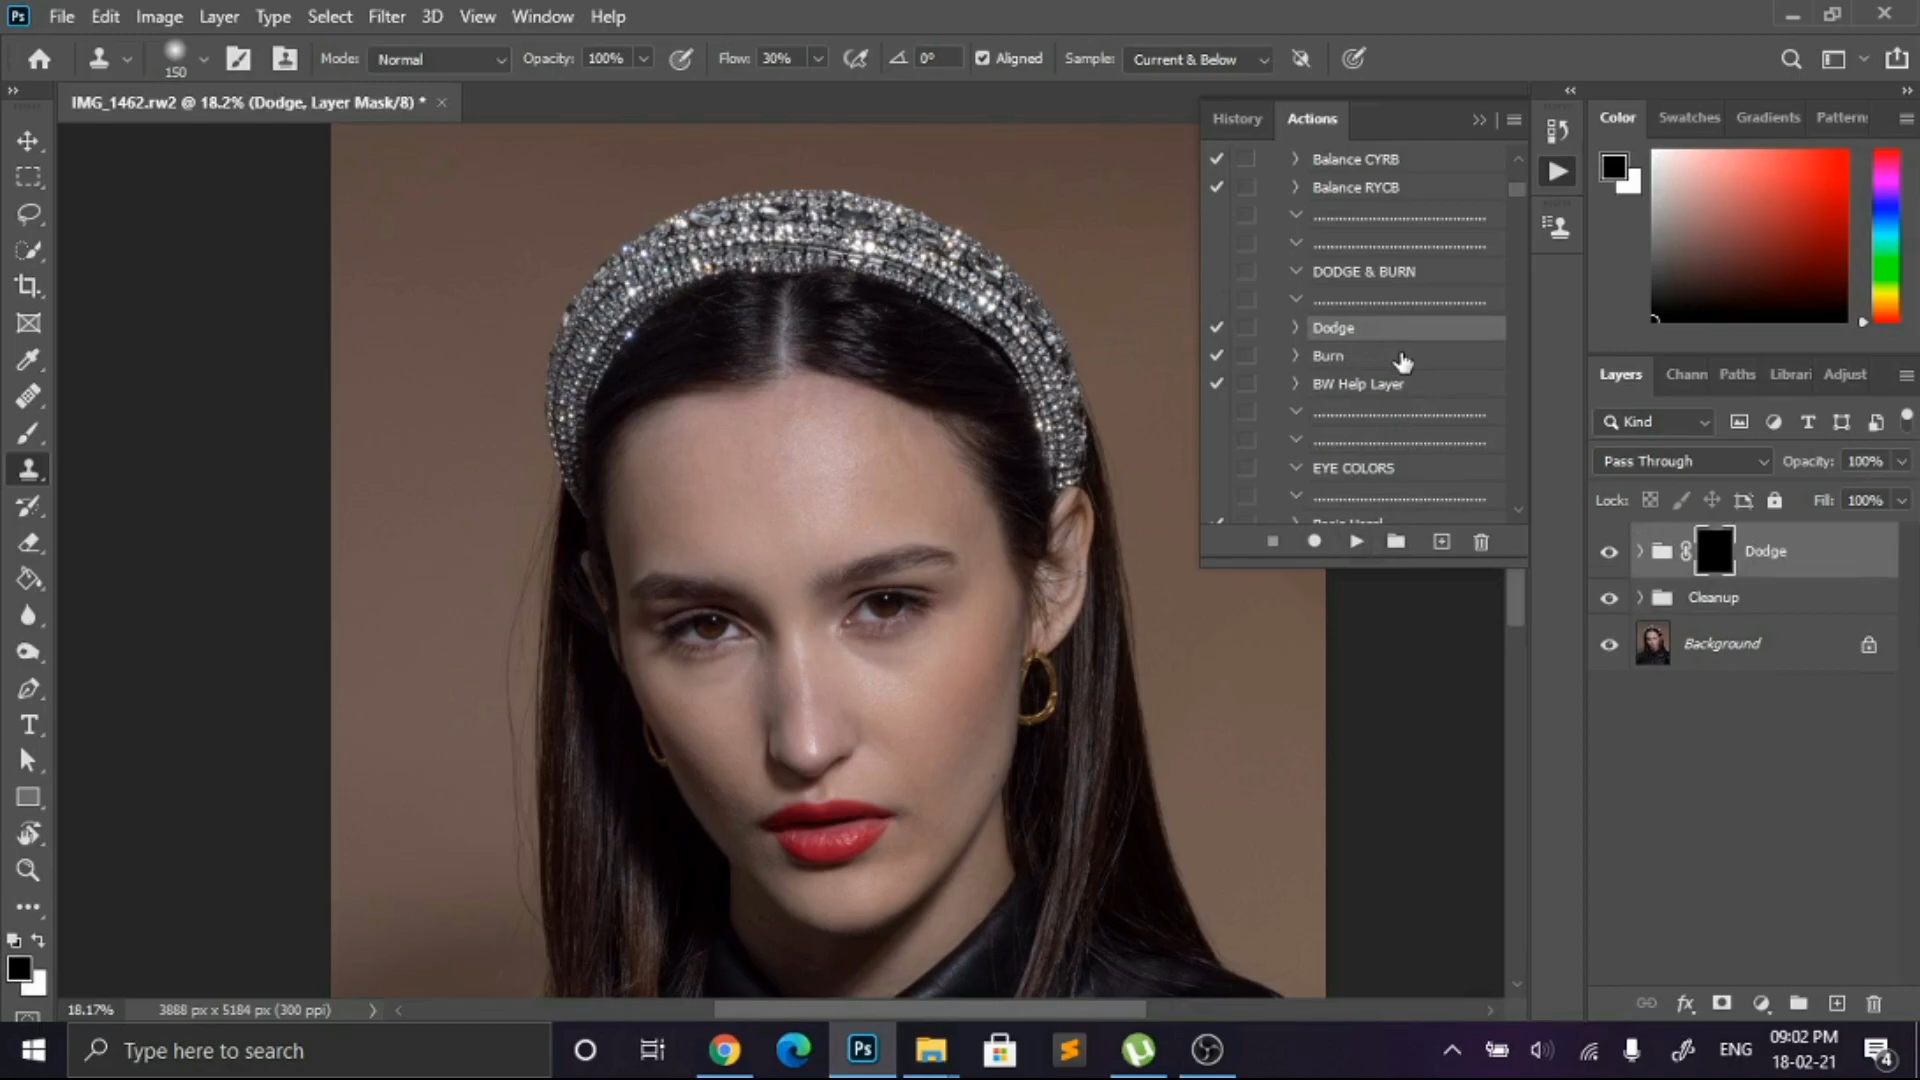 Ps File Edit Image Layer Type Select Filter 3D View Window Help
150 Mode: Normal Opacity: 100% Flow: 30% 0° Aligned Sample: Current & Below
IMG_1462.rw2 @ 18.2% (Dodge, Layer Mask/8) *
History Actions
Balance CYRB
Balance RYCB
DODGE & BURN
Dodge
Burn
BW Help Layer
EYE COLORS
Color Swatches Gradients Pattern
Layers Chann Paths Librari Adjust
Kind
Pass Through Opacity: 100%
Lock: Fill: 100%
Dodge
Cleanup
Background
18.17% 3888 px x 5184 px (300 ppi)
Type here to search
Ps
ENG
09:02 PM
18-02-21
4